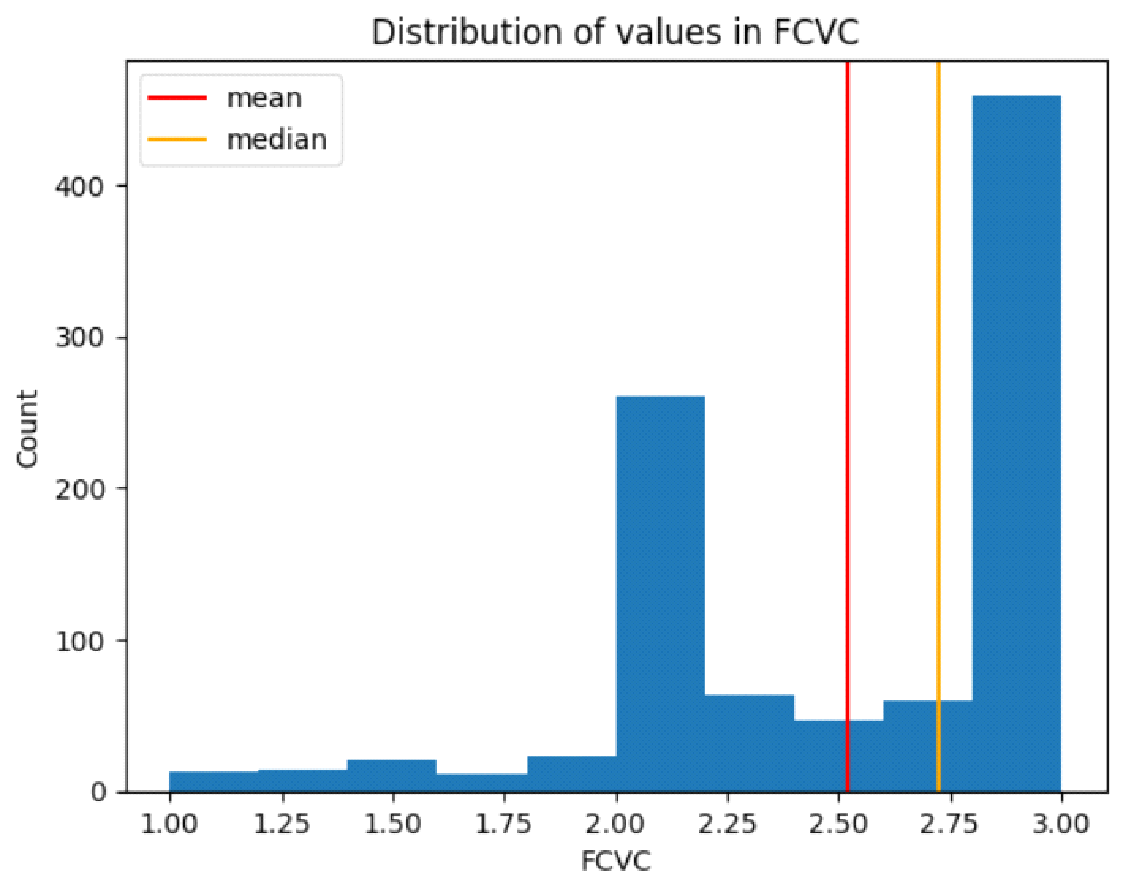 Distribution of values in FCVC
mean
median
400
300
200
100
0
Count
1.00 1.25 1.50 1.75 2.00 2.25 2.50 2.75 3.00
FCVC